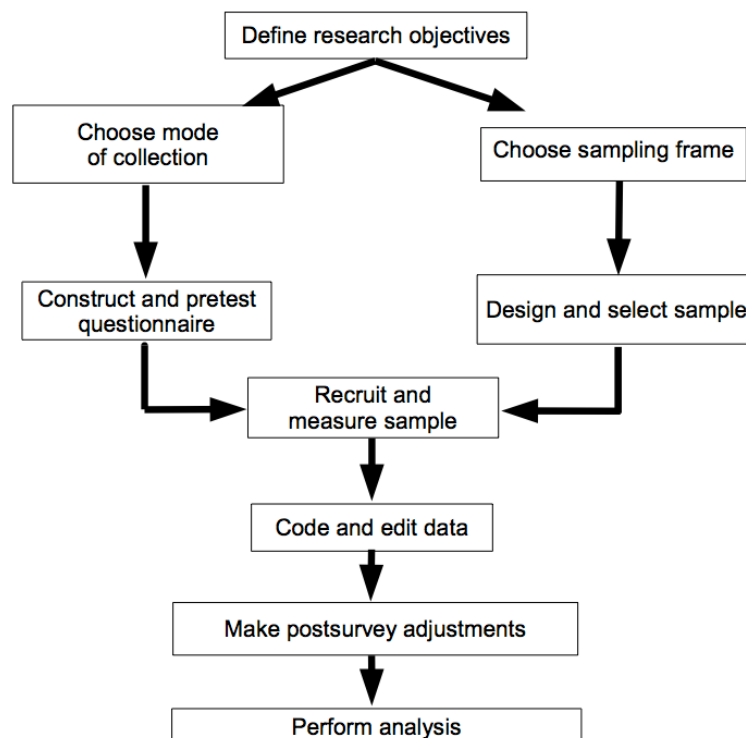 Define research objectives
Choose mode
of collection
Choose sampling frame
Construct and pretest
questionnaire
Design and select sample
Recruit and
measure sample
Code and edit data
Make postsurvey adjustments
Perform analysis